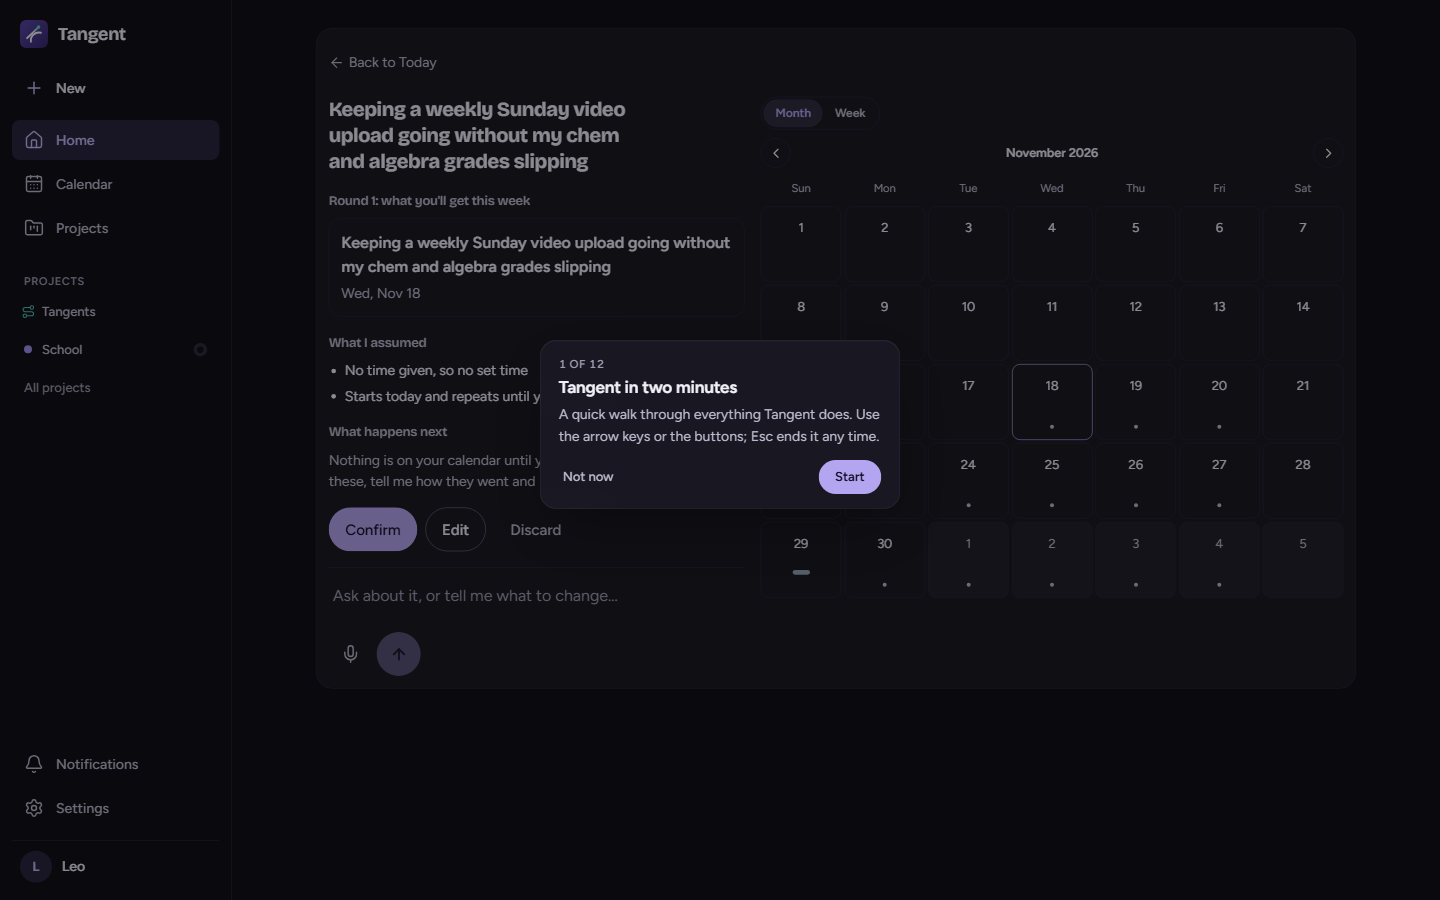 Tangent
New
Home
Calendar
Projects
PROJECTS
Tangents
School
All projects
Notifications
Settings
L
Leo
Back to Today
Keeping a weekly Sunday video
upload going without my chem
and algebra grades slipping
Round 1: what you'll get this week
Keeping a weekly Sunday video upload going without
my chem and algebra grades slipping
Wed, Nov 18
What I assumed
No time given, so no set time
Starts today and repeats until y
What happens next
Nothing is on your calendar until y
these, tell me how they went and
Confirm
Edit
Discard
Ask about it, or tell me what to change...
1 OF 12
Tangent in two minutes
A quick walk through everything Tangent does. Use
the arrow keys or the buttons; Esc ends it any time.
Not now
Start
Month
Week
November 2026
Sun Mon Tue Wed Thu Fri Sat
1 2 3 4 5 6 7
8 9 10 11 12 13 14
17 18 19 20 21
24 25 26 27 28
29 30 1 2 3 4 5